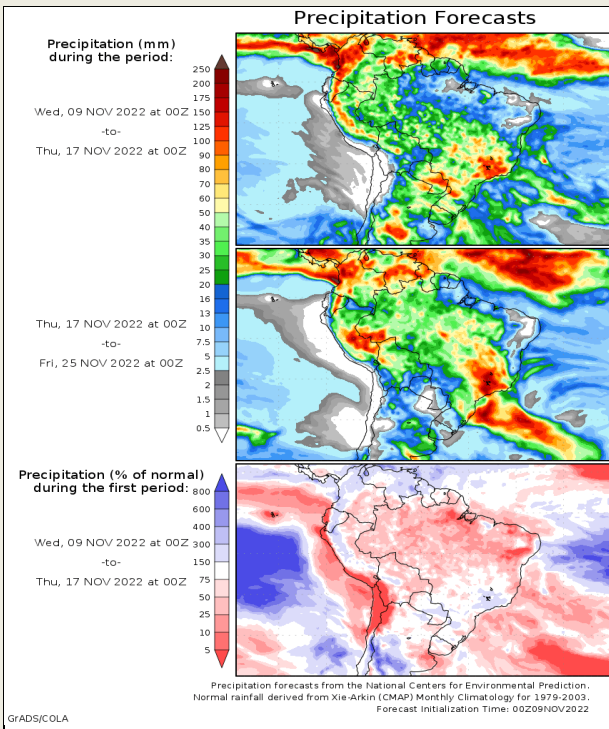 Precipitation Forecasts
Precipitation (mm)
during the period:
Wed, 09 NOV 2022 at 00Z
-to-
Thu, 17 NOV 2022 at 00Z
250
200
175
150
125
100
90
80
70
60
50
40
35
30
25
20
16
13
10
7.5
5
2.5
2
1.5
1
0.5
Thu, 17 NOV 2022 at 00Z
-to-
Fri, 25 NOV 2022 at 00Z
Precipitation (% of normal)
during the first period:
Wed, 09 NOV 2022 at 00Z
-to-
Thu, 17 NOV 2022 at 00Z
800
600
400
300
150
75
50
25
10
5
Precipitation forecasts from the National Centers for Environmental Prediction.
Normal rainfall derived from Xie-Arkin (CMAP) Monthly Climatology for 1979-2003.
Forecast Initialization Time: 00Z09NOV2022
GrADS/COLA